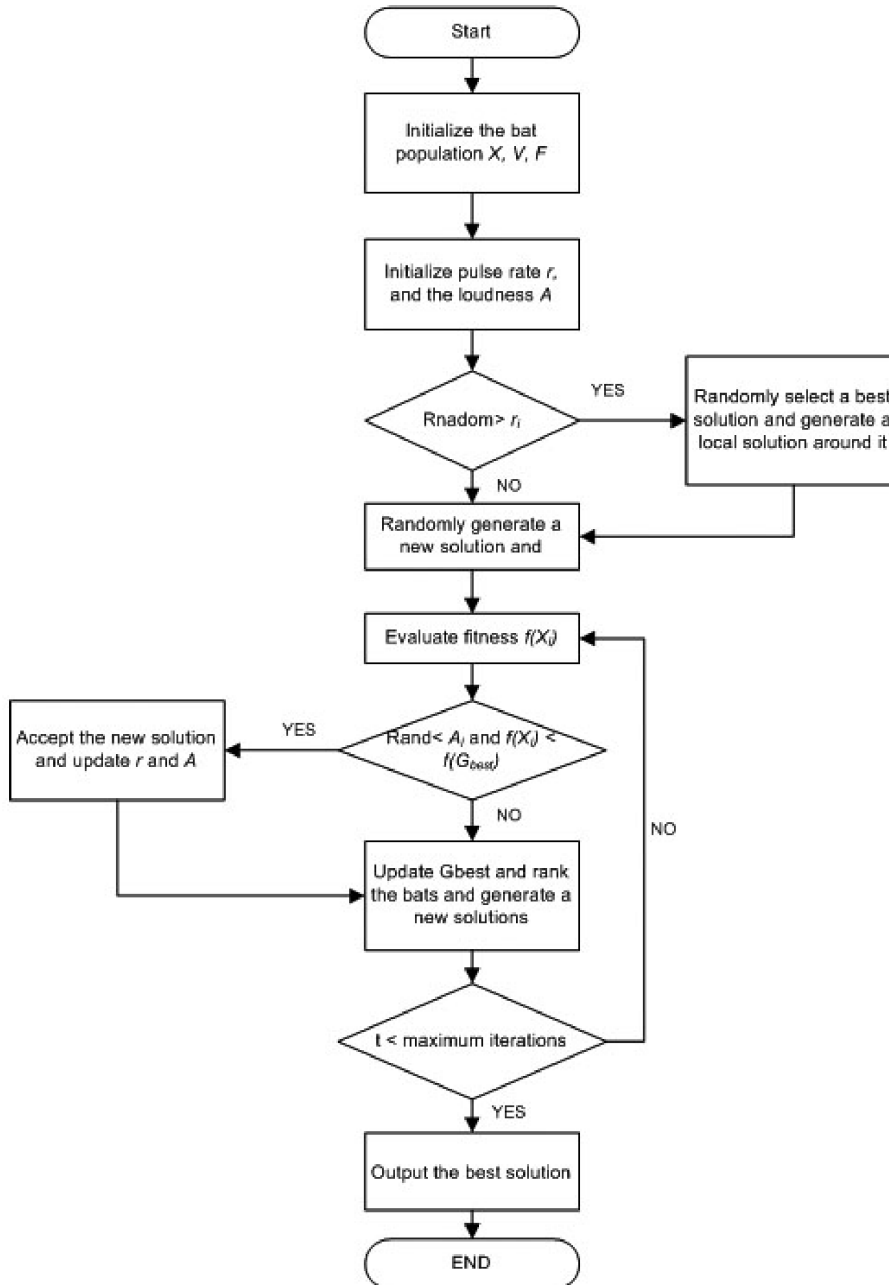 Start
Initialize the bat
population X, V, F
Initialize pulse rate r,
and the loudness A
Rnadom> ri
YES
Randomly select a best
solution and generate a
local solution around it
NO
Randomly generate a
new solution and
Evaluate fitness f(Xi)
Rand< Ai and f(Xi) <
f(Gbest)
YES
Accept the new solution
and update r and A
NO
NO
Update Gbest and rank
the bats and generate a
new solutions
t < maximum iterations
YES
Output the best solution
END